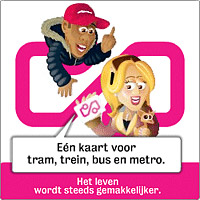 Eén kaart voor
tram, trein, bus en metro.
Het leven
wordt steeds gemakkelijker.